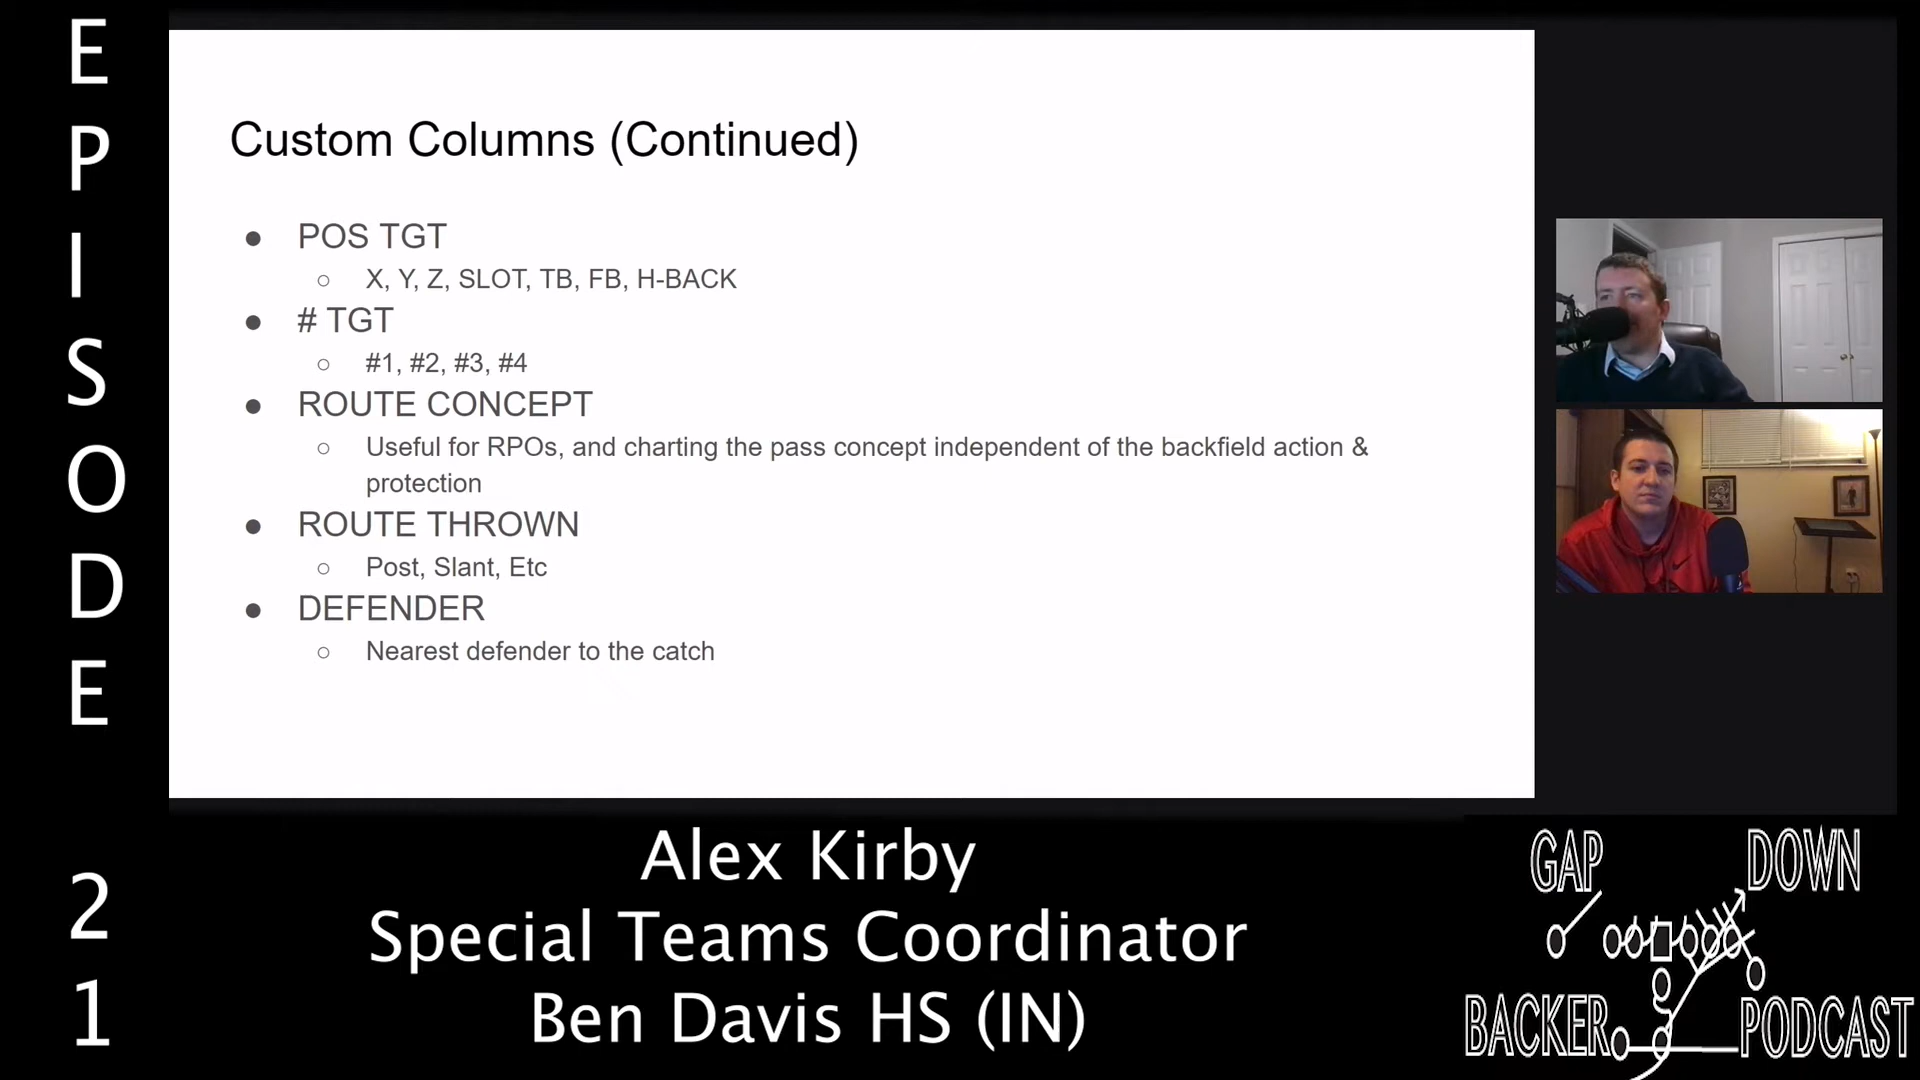 EPISODE
21
Custom Columns (Continued)
● POS TGT
○ X, Y, Z, SLOT, TB, FB, H-BACK
● # TGT
○ #1, #2, #3, #4
● ROUTE CONCEPT
○ Useful for RPOs, and charting the pass concept independent of the backfield action &
protection
● ROUTE THROWN
○ Post, Slant, Etc
● DEFENDER
○ Nearest defender to the catch
Alex Kirby
Special Teams Coordinator
Ben Davis HS (IN)
GAP DOWN
BACKER PODCAST